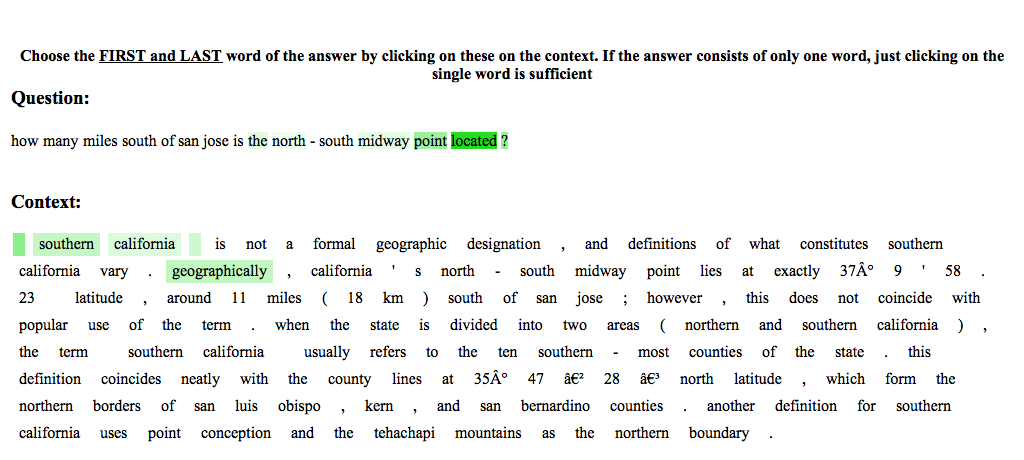 Choose the FIRST and LAST word of the answer by clicking on these on the context. If the answer consists of only one word, just clicking on the
single word is sufficient
Question:
how many miles south of san jose is the north - south midway point located ?
Context:
southern california is not a formal geographic designation , and definitions of what constitutes southern
california vary . geographically , california ' s north - south midway point lies at exactly 37Â° 9 ' 58 .
23 latitude , around 11 miles ( 18 km ) south of san jose ; however , this does not coincide with
popular use of the term . when the state is divided into two areas ( northern and southern california ) ,
the term southern california usually refers to the ten southern - most counties of the state . this
definition coincides neatly with the county lines at 35Â° 47 â€² 28 â€³ north latitude , which form the
northern borders of san luis obispo , kern , and san bernardino counties . another definition for southern
california uses point conception and the tehachapi mountains as the northern boundary .